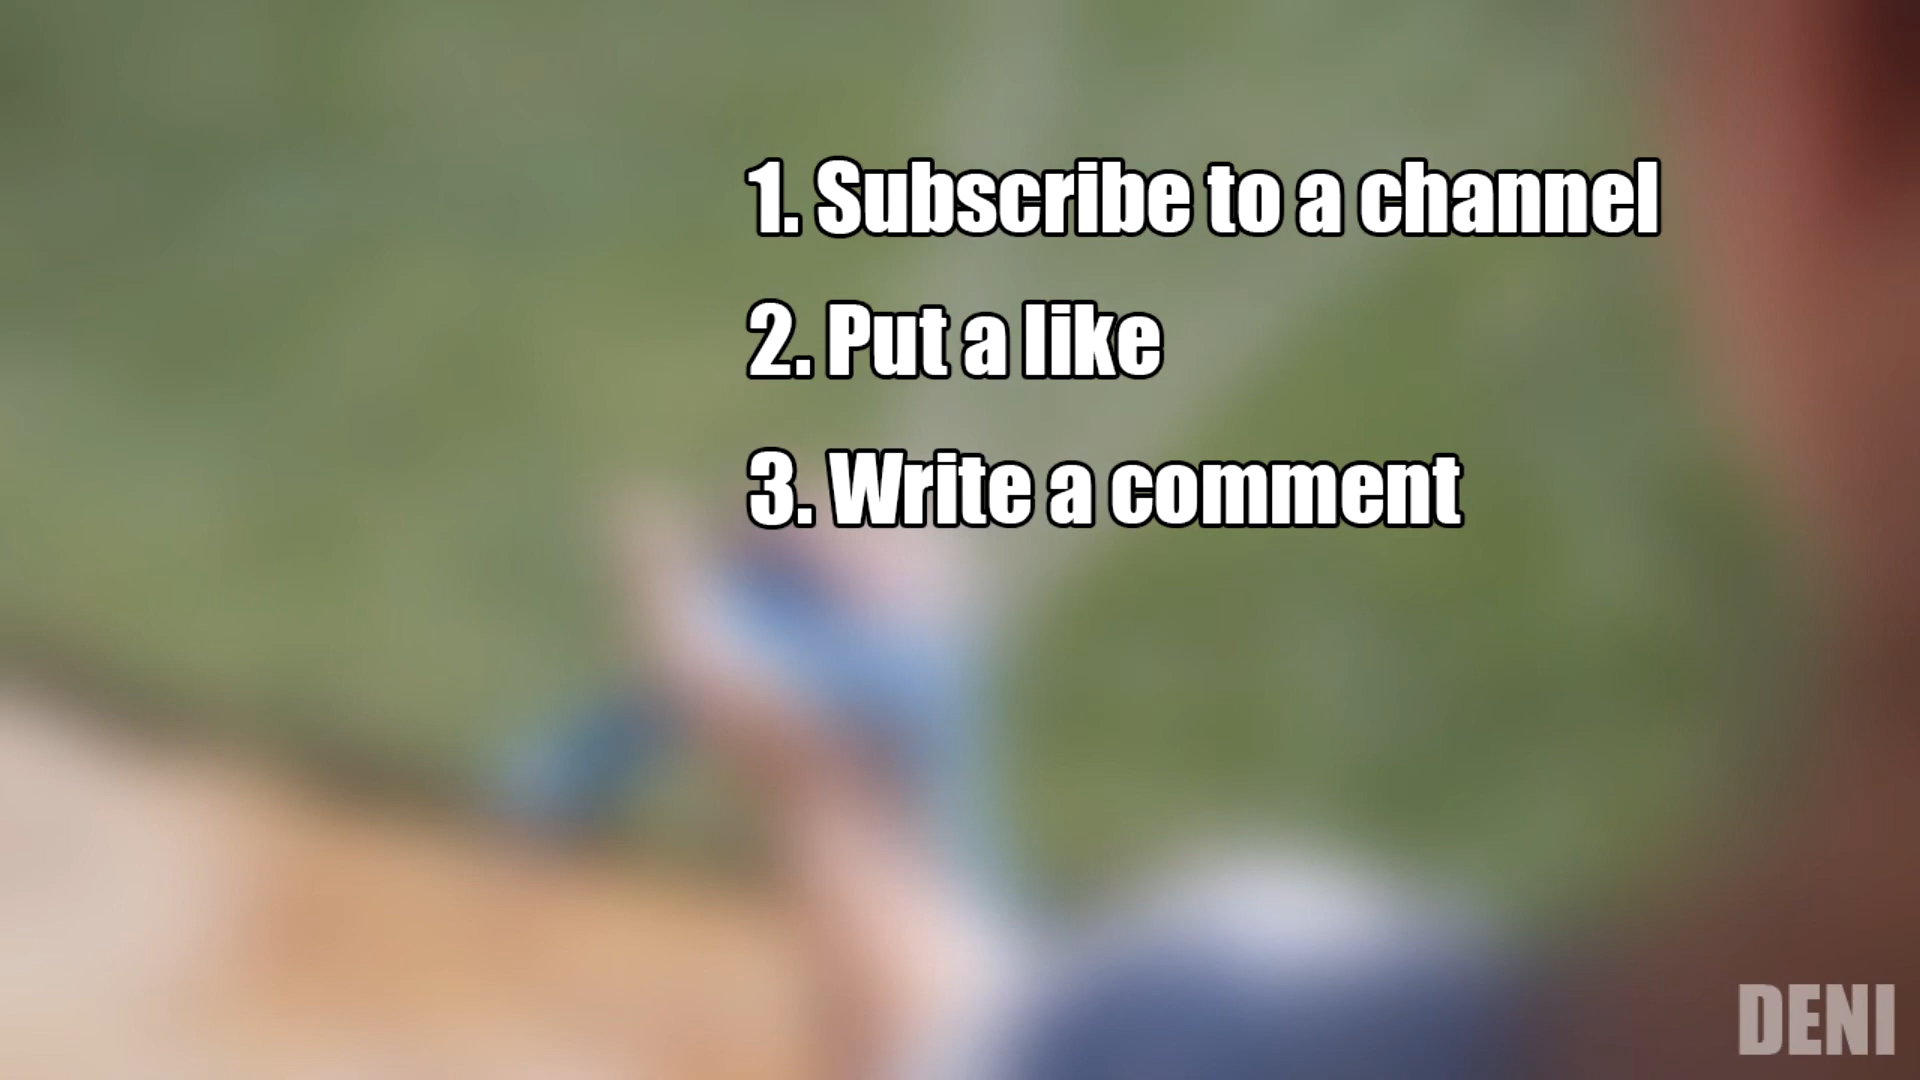 1. Subscribe to a channel
2. Put a like
3. Write a comment
DENI